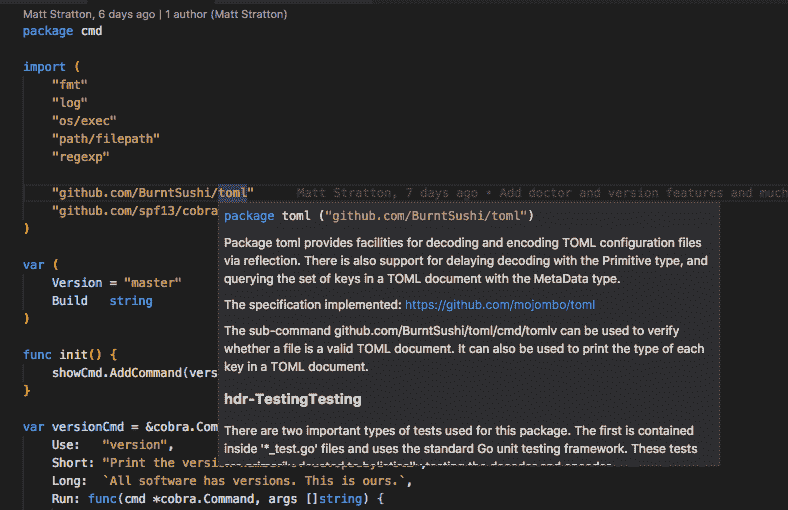 Matt Stratton, 6 days ago | 1 author (Matt Stratton)
package cmd
import (
"fmt"
"log"
"os/exec"
"path/filepath"
"regexp"
"github.com/BurntSushi/toml" Matt Stratton, 7 days ago • Add doctor and version features and much
"github.com/spf13/cobra
)
package toml ("github.com/BurntSushi/toml")
Package toml provides facilities for decoding and encoding TOML configuration files
via reflection. There is also support for delaying decoding with the Primitive type, and
querying the set of keys in a TOML document with the MetaData type.
The specification implemented: https://github.com/mojombo/toml
The sub-command github.com/BurntSushi/toml/cmd/tomlv can be used to verify
whether a file is a valid TOML document. It can also be used to print the type of each
key in a TOML document.
hdr-TestingTesting
There are two important types of tests used for this package. The first is contained
inside '*_test.go' files and uses the standard Go unit testing framework. These tests
var (
Version = "master"
Build string
)
func init() {
showCmd.AddCommand(vers
}
var versionCmd = &cobra.Com
Use: "version",
Short: "Print the versi
Long: `All software has versions. This is ours.`,
Run: func(cmd *cobra.Command, args []string) {